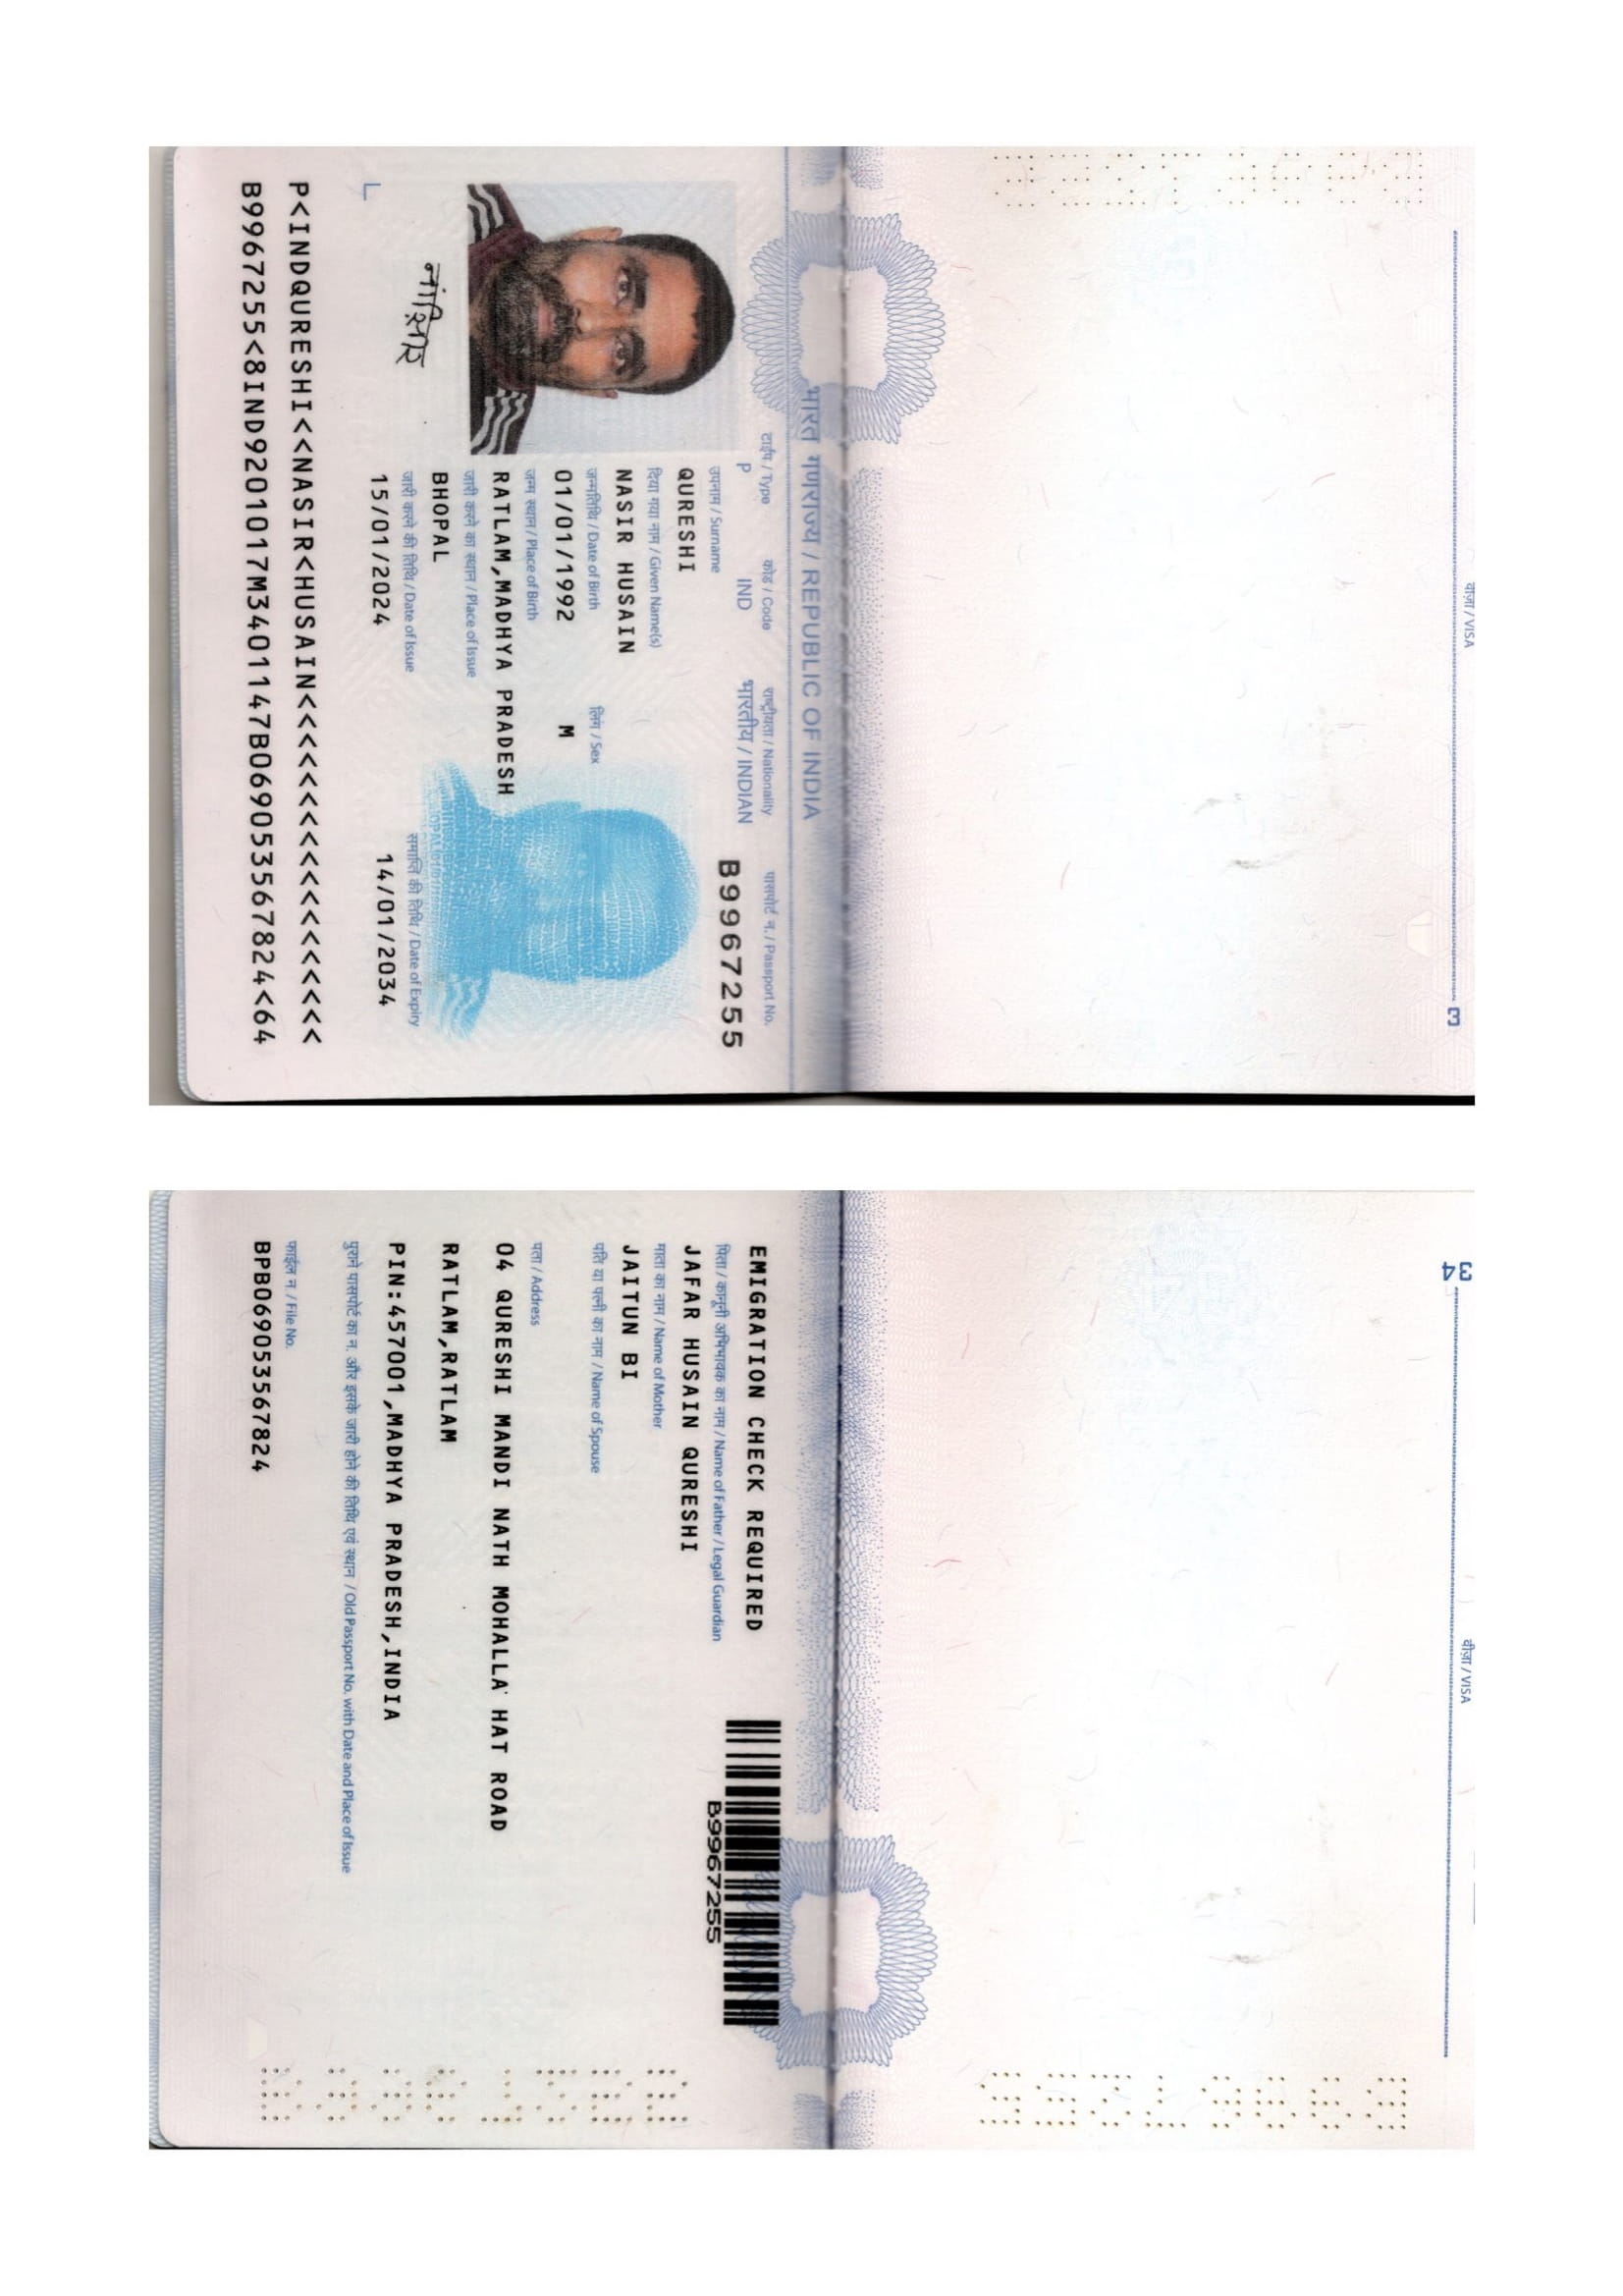 वीज़ा / VISA
3
भारत गणराज्य / REPUBLIC OF INDIA
टाईप / Type कोड / Code राष्ट्रीयता / Nationality पासपोर्ट न. / Passport No.
P IND भारतीय / INDIAN B9967255
उपनाम / Surname
QURESHI
दिया गया नाम / Given Name(s)
NASIR HUSAIN
जन्मतिथि / Date of Birth लिंग / Sex
01/01/1992 M
जन्म स्थान / Place of Birth
RATLAM,MADHYA PRADESH
जारी करने का स्थान / Place of Issue
BHOPAL
जारी करने की तिथि / Date of Issue समाप्ति की तिथि / Date of Expiry
15/01/2024 14/01/2034
P<INDQURESHI<<NASIR<HUSAIN<<<<<<<<<<<<<<<<<<
B9967255<8IND9201017M3401147B069053567824<64
34
वीज़ा / VISA
B9967255
EMIGRATION CHECK REQUIRED
B9967255
पिता / कानूनी अभिभावक का नाम / Name of Father / Legal Guardian
JAFAR HUSAIN QURESHI
माता का नाम / Name of Mother
JAITUN BI
पति या पत्नी का नाम / Name of Spouse
पता / Address
04 QURESHI MANDI NATH MOHALLA HAT ROAD
RATLAM,RATLAM
PIN:457001,MADHYA PRADESH,INDIA
पुराने पासपोर्ट का न. और इसके जारी होने की तिथि एवं स्थान / Old Passport No. with Date and Place of Issue
फाईल न. / File No.
BPB069053567824